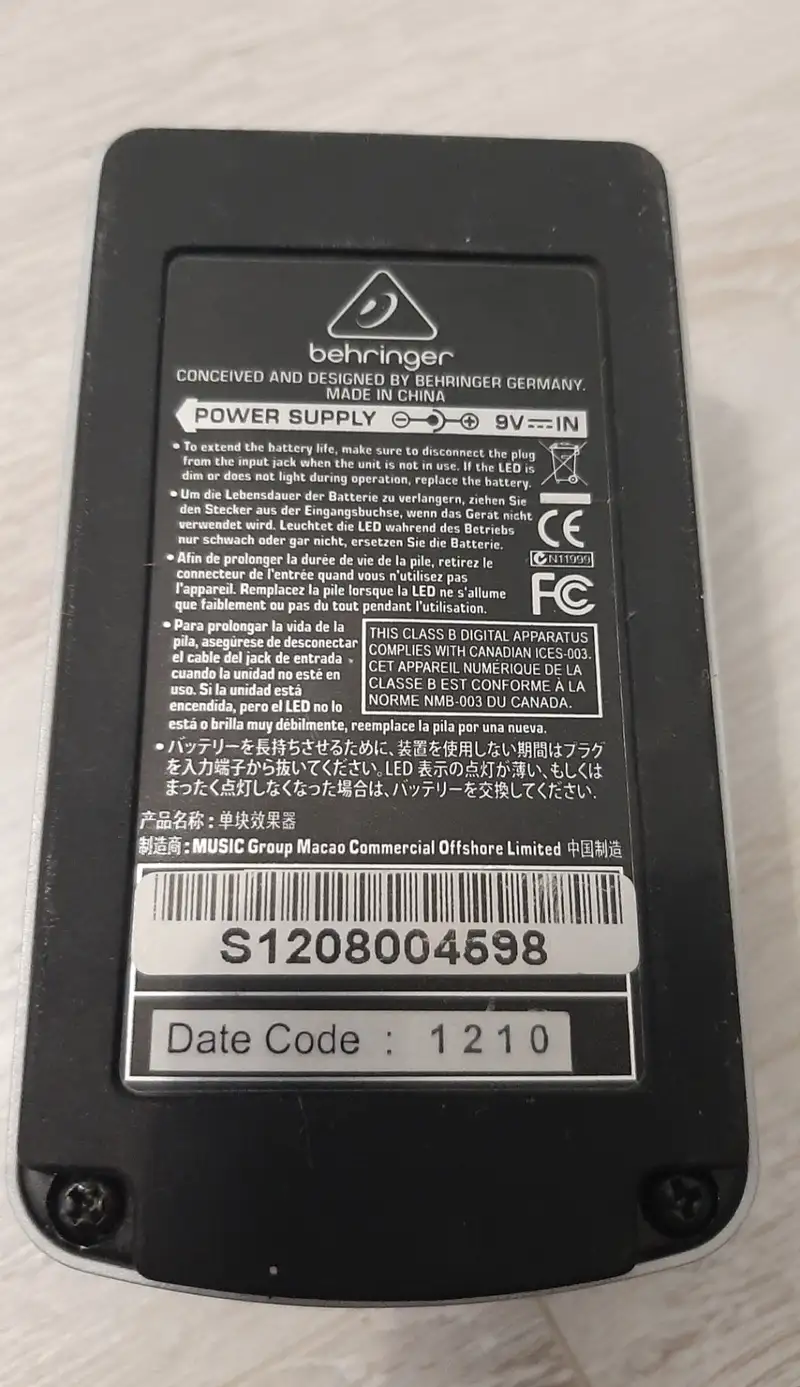 behringer
CONCEIVED AND DESIGNED BY BEHRINGER GERMANY.
MADE IN CHINA
POWER SUPPLY 9V IN
• To extend the battery life, make sure to disconnect the plug
from the input jack when the unit is not in use. If the LED is
dim or does not light during operation, replace the battery.
• Um die Lebensdauer der Batterie zu verlangern, ziehen Sie
den Stecker aus der Eingangsbuchse, wenn das Gerät nicht
verwendet wird. Leuchtet die LED wahrend des Betriebs
nur schwach oder gar nicht, ersetzen Sie die Batterie.
CE
N11999
FC
• Afin de prolonger la durée de vie de la pile, retirez le
connecteur de l'entrée quand vous n'utilisez pas
l'appareil. Remplacez la pile lorsque la LED ne s'allume
que faiblement ou pas du tout pendant l'utilisation.
• Para prolongar la vida de la
pila, asegúrese de desconectar
el cable del jack de entrada
cuando la unidad no esté en
uso. Si la unidad está
encendida, pero el LED no lo
está o brilla muy débilmente, reemplace la pila por una nueva.
THIS CLASS B DIGITAL APPARATUS
COMPLIES WITH CANADIAN ICES-003.
CET APPAREIL NUMÉRIQUE DE LA
CLASSE B EST CONFORME À LA
NORME NMB-003 DU CANADA.
• バッテリーを長持ちさせるために、装置を使用しない期間はプラグ
を入力端子から抜いてください。LED 表示の点灯が薄い、もしくは
まったく点灯しなくなった場合は、バッテリーを交換してください.
产品名称：单块效果器
制造商：MUSIC Group Macao Commercial Offshore Limited 中国制造
S1208004598
Date Code : 1210